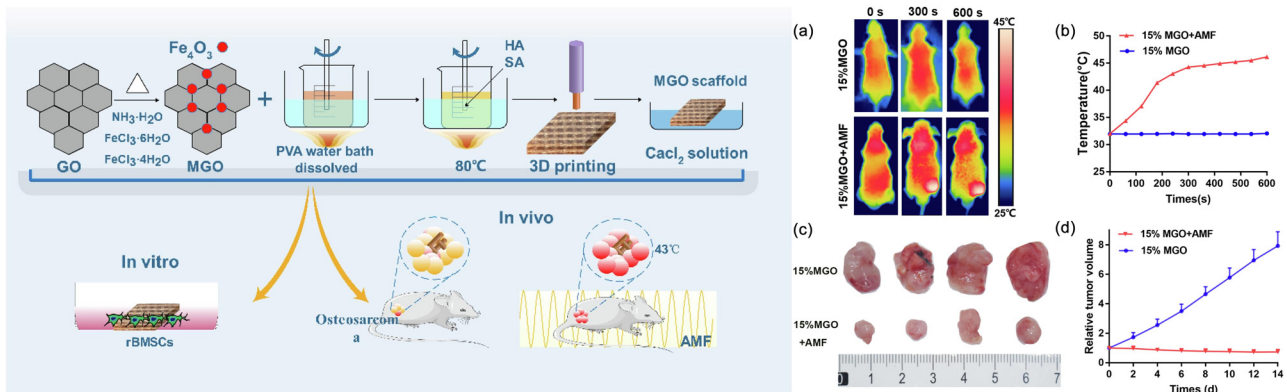 Fe₄O₃
NH₃·H₂O
FeCl₃·6H₂O
FeCl₃·4H₂O
GO
MGO
+
PVA water bath
dissolved
HA
SA
80℃
3D printing
MGO scaffold
Cacl₂ solution
In vitro
rBMSCs
In vivo
Osteosarcom
a
43℃
AMF
(a)
0 s
300 s
600 s
15%MGO
15%MGO+AMF
45℃
25℃
(b)
15% MGO+AMF
15% MGO
Temperature(°C)
50
45
40
35
30
25
0
100
200
300
400
500
600
Times(s)
(c)
15%MGO
15%MGO
+AMF
0 1 2 3 4 5 6 7
(d)
15% MGO+AMF
15% MGO
Relative tumor volume
10
8
6
4
2
0
0 2 4 6 8 10 12 14
Times (d)